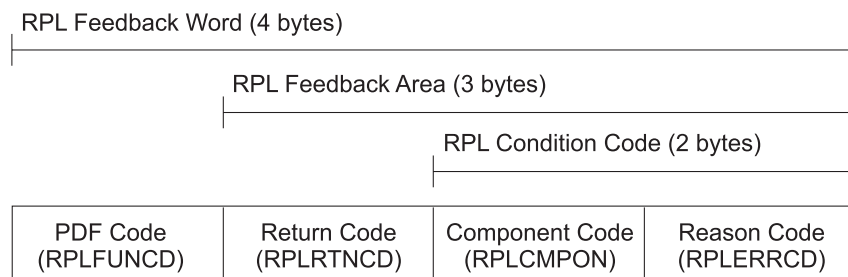 RPL Feedback Word (4 bytes)
RPL Feedback Area (3 bytes)
RPL Condition Code (2 bytes)
PDF Code Return Code Component Code Reason Code
(RPLFUNCD) (RPLRTNCD) (RPLCMPON) (RPLERRCD)